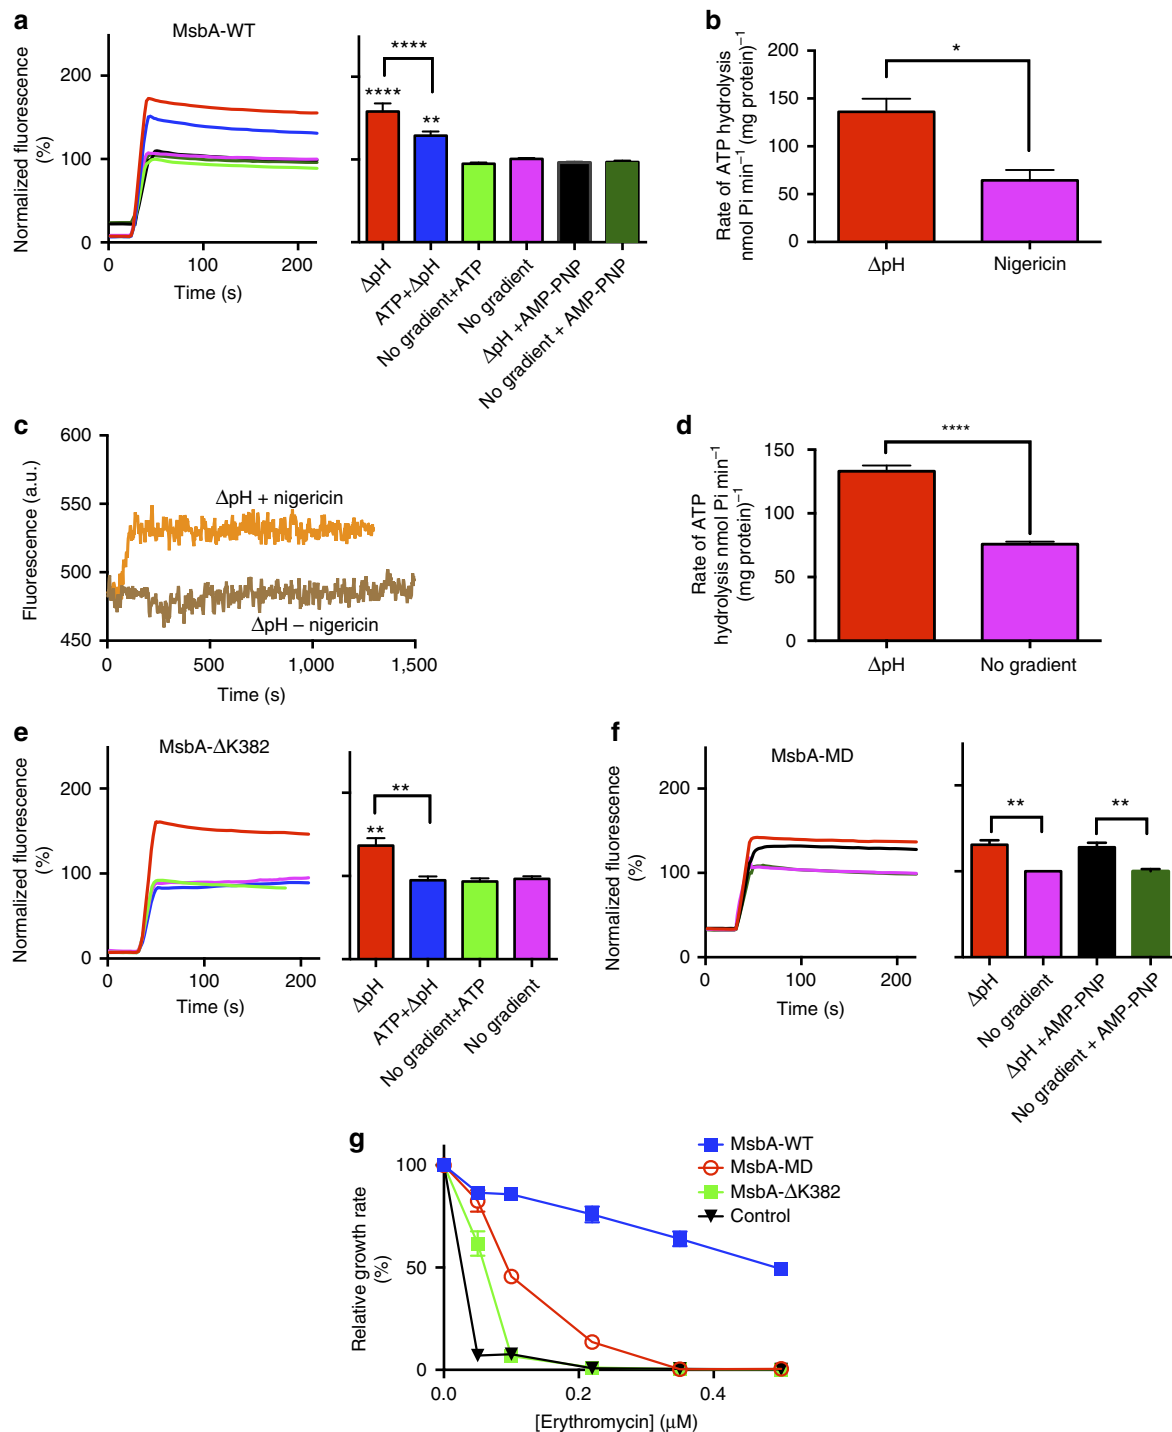 a
MsbA-WT
Normalized fluorescence
(%)
200
100
0
0
100
200
Time (s)
****
****
**
ΔpH
ATP+ΔpH
No gradient+ATP
No gradient
ΔpH +AMP-PNP
No gradient + AMP-PNP
b
Rate of ATP hydrolysis
nmol Pi min⁻¹ (mg protein)⁻¹
200
150
100
50
0
*
ΔpH
Nigericin
c
Fluorescence (a.u.)
600
550
500
450
ΔpH + nigericin
ΔpH – nigericin
0
500
1,000
1,500
Time (s)
d
Rate of ATP
hydrolysis nmol Pi min⁻¹
(mg protein)⁻¹
150
100
50
0
****
ΔpH
No gradient
e
MsbA-ΔK382
Normalized fluorescence
(%)
200
100
0
0
100
200
Time (s)
**
**
ΔpH
ATP+ΔpH
No gradient+ATP
No gradient
f
MsbA-MD
Normalized fluorescence
(%)
200
100
0
0
100
200
Time (s)
**
**
ΔpH
No gradient
ΔpH +AMP-PNP
No gradient + AMP-PNP
g
MsbA-WT
MsbA-MD
MsbA-ΔK382
Control
Relative growth rate
(%)
100
50
0
0.0
0.2
0.4
[Erythromycin] (μM)